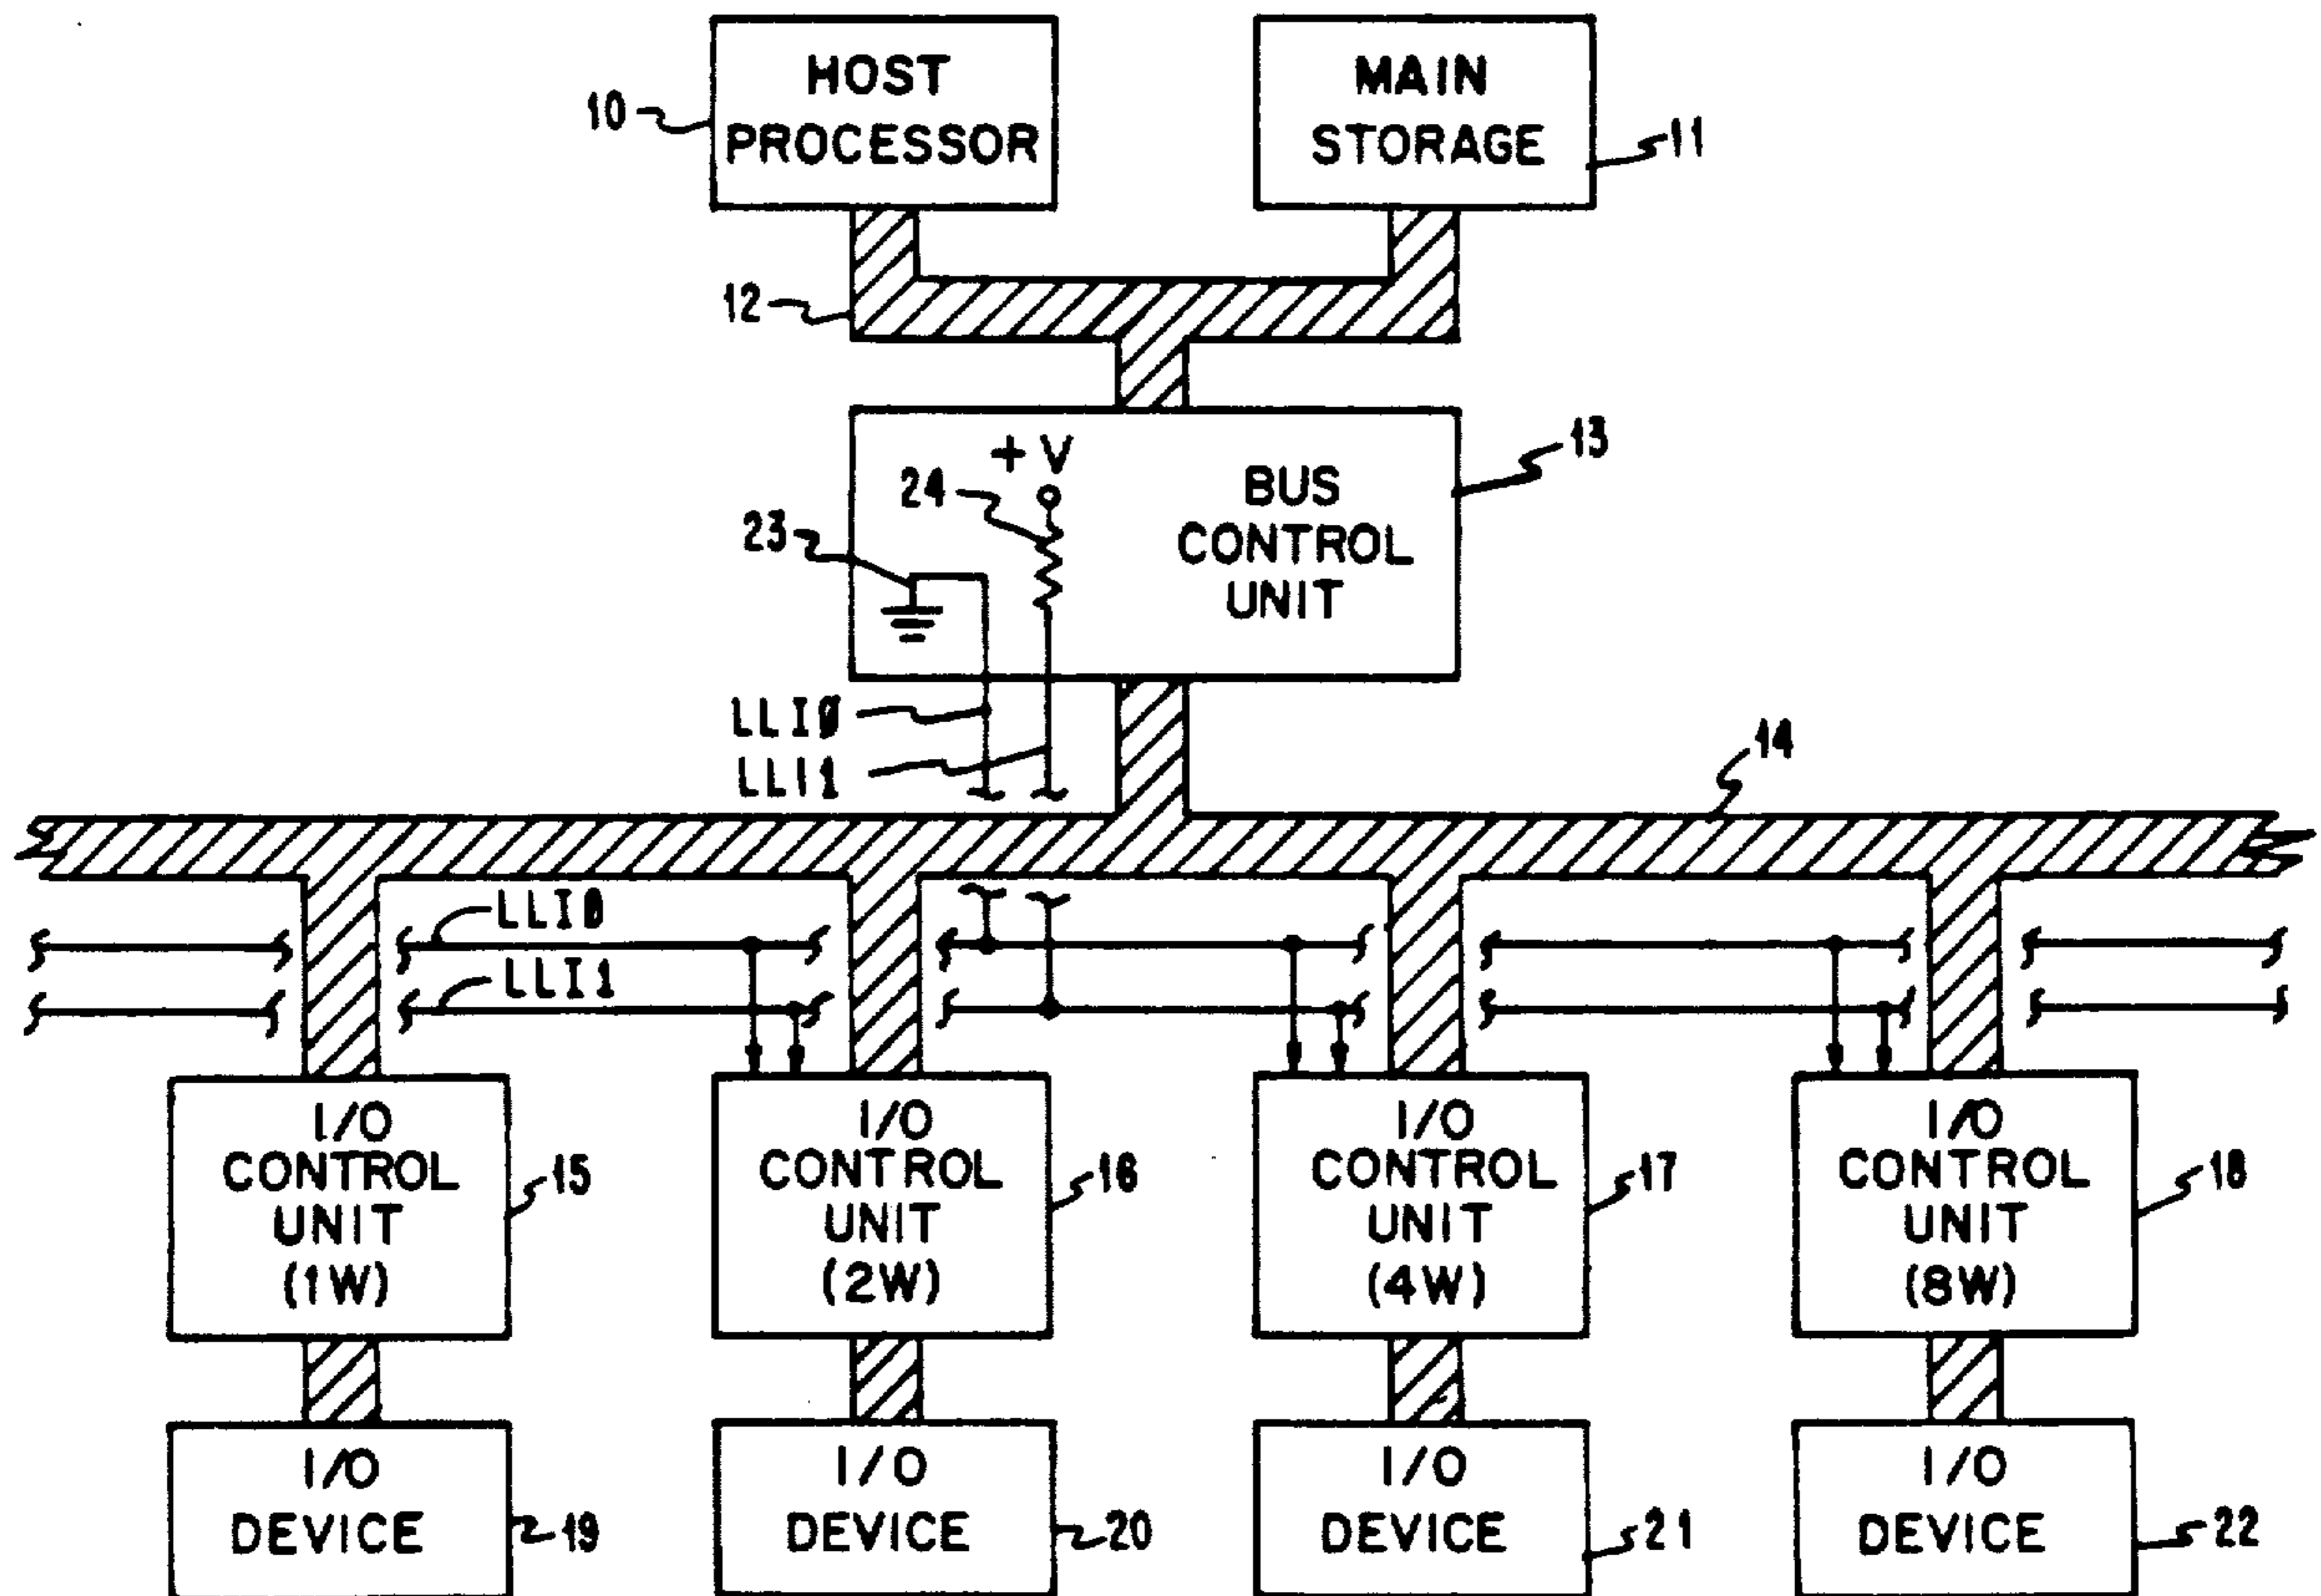 HOST
PROCESSOR
10
MAIN
STORAGE
11
12
13
+ V
24
23
BUS
CONTROL
UNIT
LLI0
LLI1
14
LLI0
LLI1
I/O
CONTROL
UNIT
(1W)
15
I/O
CONTROL
UNIT
(2W)
16
I/O
CONTROL
UNIT
(4W)
17
I/O
CONTROL
UNIT
(8W)
18
I/O
DEVICE
19
I/O
DEVICE
20
I/O
DEVICE
21
I/O
DEVICE
22